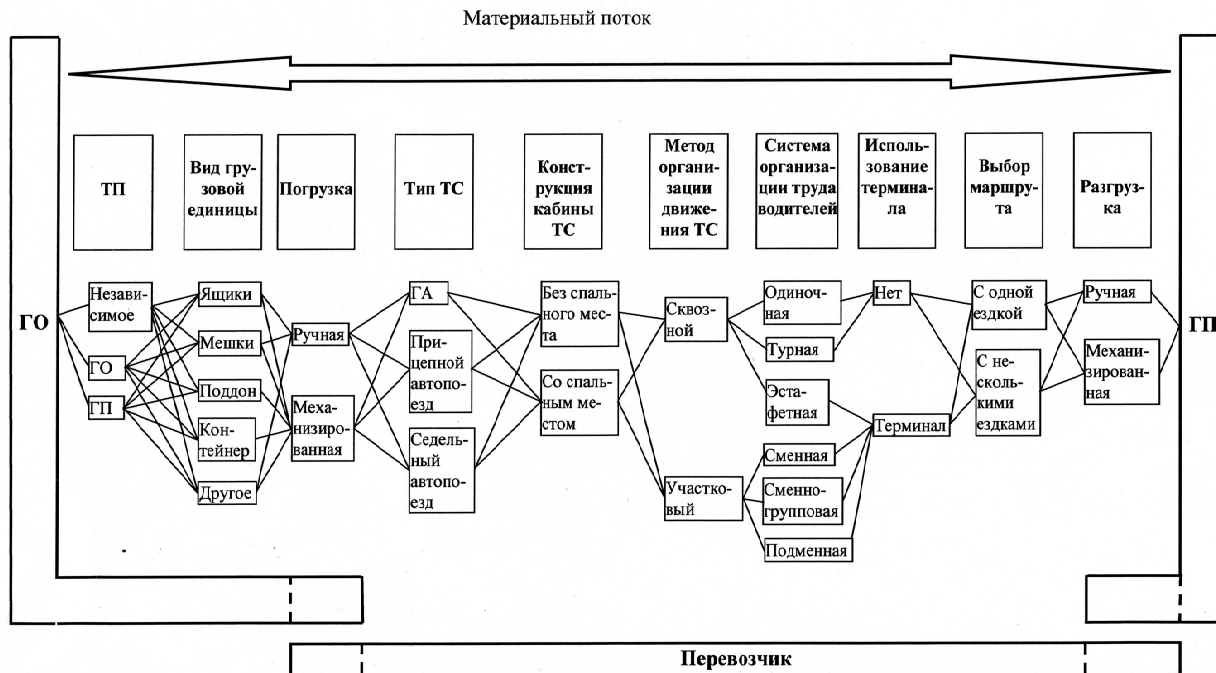 Материальный поток
ТП
Вид гру-
зовой
единицы
Погрузка
Тип ТС
Конст-
рукция
кабины
ТС
Метод
органи-
зации
движе-
ния ТС
Система
организа-
ции труда
водителей
Исполь-
зование
термина-
ла
Выбор
маршру-
та
Разгруз-
ка
ГО
Незави-
симое
ГО
ГП
Ящики
Мешки
Поддон
Кон-
тейнер
Другое
Ручная
Меха-
низиро-
ванная
ГА
При-
цепной
автопо-
езд
Седель-
ный
автопо-
езд
Без спаль-
ного мес-
та
Со спаль-
ным ме-
стом
Сквоз-
ной
Участко-
вый
Одиноч-
ная
Турная
Эста-
фетная
Сменная
Сменно-
групповая
Подменная
Нет
Терминал
С одной
ездкой
С не-
сколь-
кими
ездками
Ручная
Механи-
зирован-
ная
ГП
Перевозчик